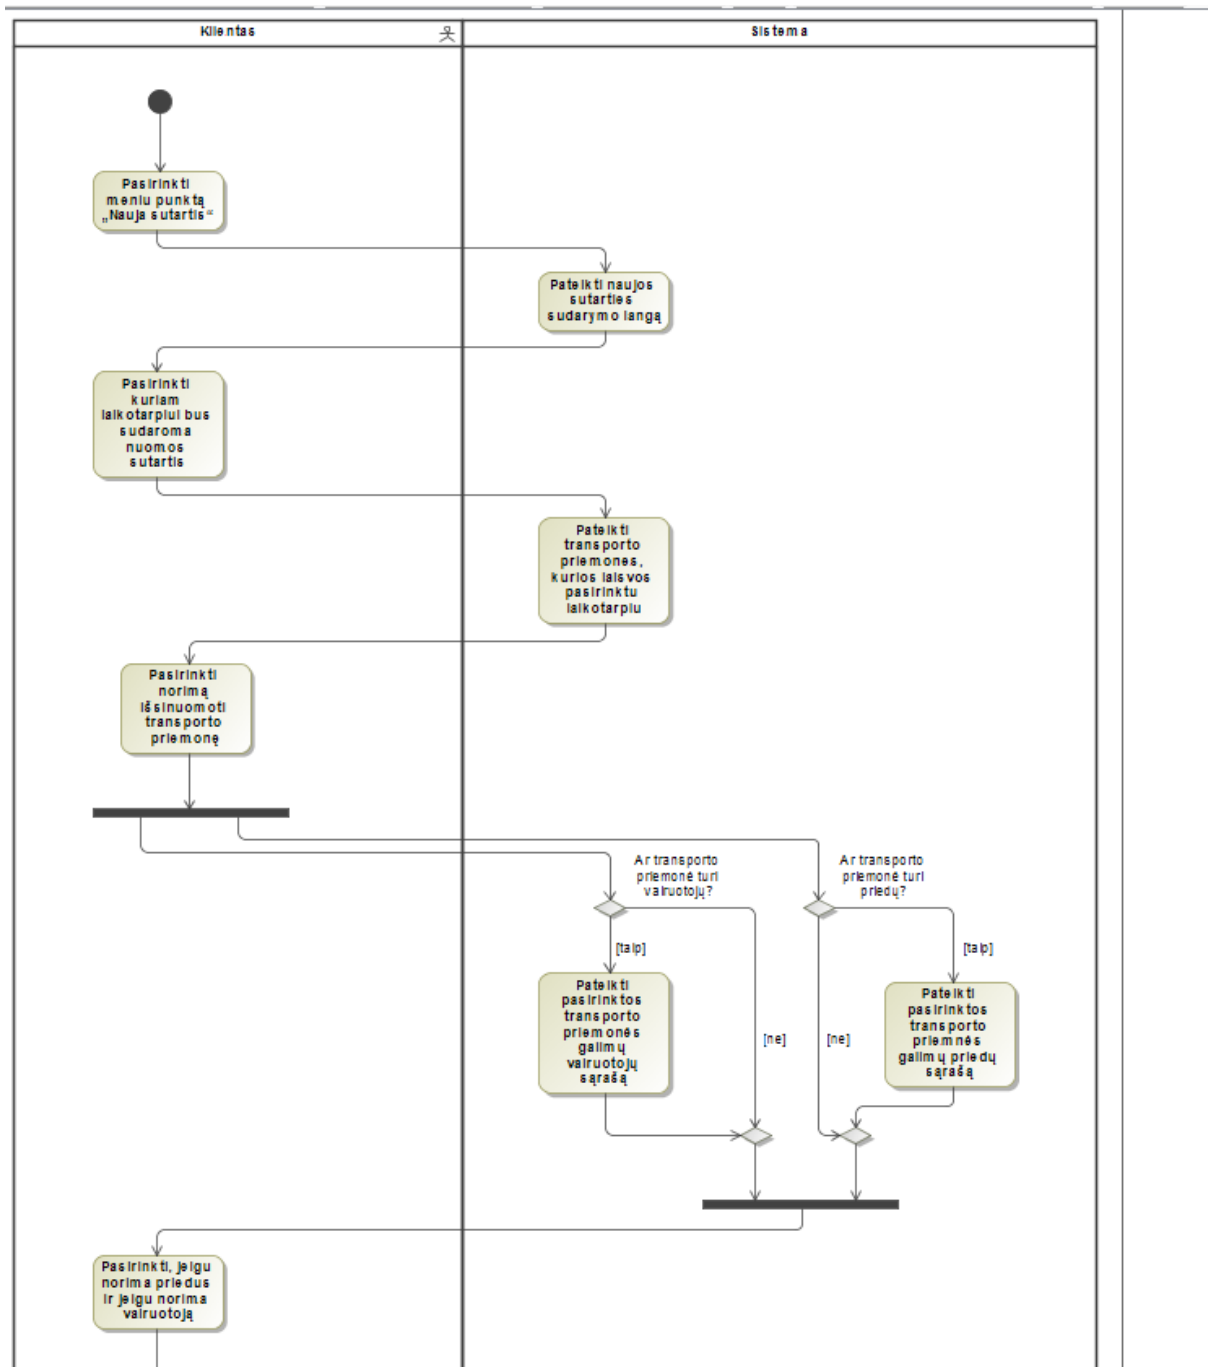 Klientas
Sistema
Pasirinkti
meniu punktą
„Nauja sutartis“
Pateikti naujos
sutarties
sudarymo langą
Pasirinkti
kuriam
laikotarpiui bus
sudaroma
nuomos
sutartis
Pateikti
transporto
priemones,
kurios laisvos
pasirinktu
laikotarpiu
Pasirinkti
norimą
išsinuomoti
transporto
priemonę
Ar transporto
priemonė turi
vairuotojų?
Ar transporto
priemonė turi
priedų?
[taip]
[taip]
Pateikti
pasirinktos
transporto
priemonės
galimų
vairuotojų
sąrašą
[ne]
[ne]
Pateikti
pasirinktos
transporto
priemnės
galimų priedų
sąrašą
Pasirinkti, jeigu
norima priedus
ir jeigu norima
vairuotoją